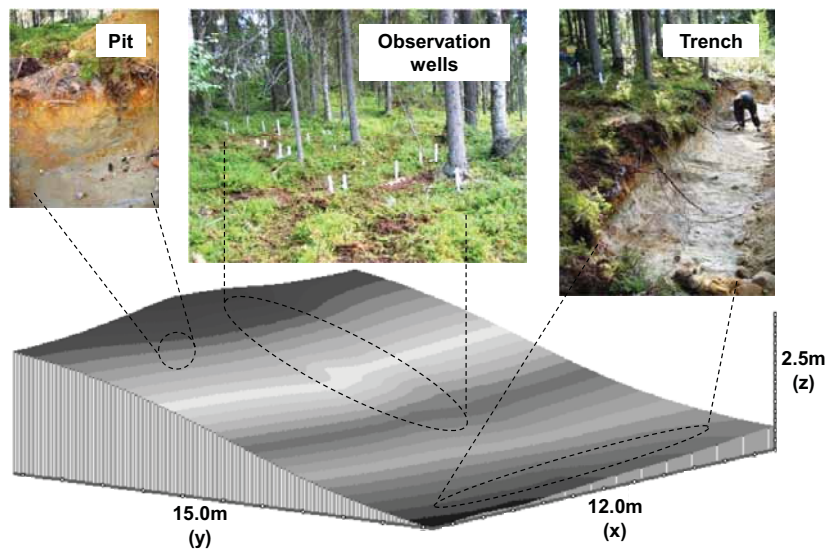 Pit
Observation
wells
Trench
2.5m
(z)
15.0m
(y)
12.0m
(x)